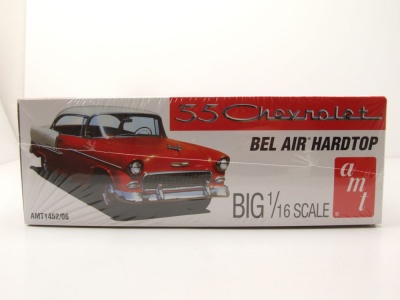 55 Chevrolet
BEL AIR HARDTOP
BIG 1/16 SCALE
amt
AMT1452/06